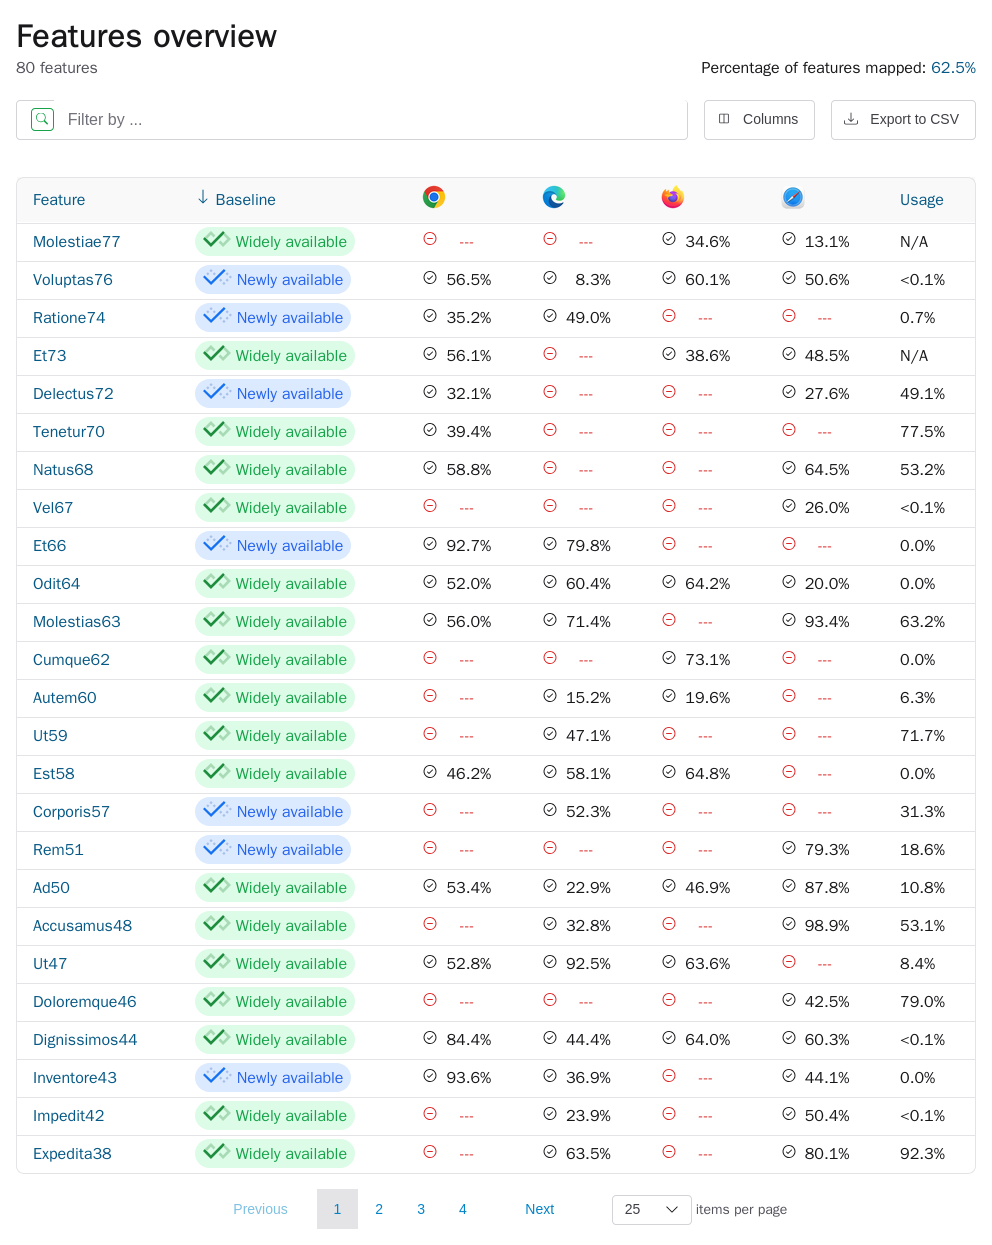 Features overview
80 features
Percentage of features mapped: 62.5%
Filter by ...
Columns
Export to CSV
Feature Baseline Usage
Molestiae77 Widely available --- --- 34.6% 13.1% N/A
Voluptas76 Newly available 56.5% 8.3% 60.1% 50.6% <0.1%
Ratione74 Newly available 35.2% 49.0% --- --- 0.7%
Et73 Widely available 56.1% --- 38.6% 48.5% N/A
Delectus72 Newly available 32.1% --- --- 27.6% 49.1%
Tenetur70 Widely available 39.4% --- --- --- 77.5%
Natus68 Widely available 58.8% --- --- 64.5% 53.2%
Vel67 Widely available --- --- --- 26.0% <0.1%
Et66 Newly available 92.7% 79.8% --- --- 0.0%
Odit64 Widely available 52.0% 60.4% 64.2% 20.0% 0.0%
Molestias63 Widely available 56.0% 71.4% --- 93.4% 63.2%
Cumque62 Widely available --- --- 73.1% --- 0.0%
Autem60 Widely available --- 15.2% 19.6% --- 6.3%
Ut59 Widely available --- 47.1% --- --- 71.7%
Est58 Widely available 46.2% 58.1% 64.8% --- 0.0%
Corporis57 Newly available --- 52.3% --- --- 31.3%
Rem51 Newly available --- --- --- 79.3% 18.6%
Ad50 Widely available 53.4% 22.9% 46.9% 87.8% 10.8%
Accusamus48 Widely available --- 32.8% --- 98.9% 53.1%
Ut47 Widely available 52.8% 92.5% 63.6% --- 8.4%
Doloremque46 Widely available --- --- --- 42.5% 79.0%
Dignissimos44 Widely available 84.4% 44.4% 64.0% 60.3% <0.1%
Inventore43 Newly available 93.6% 36.9% --- 44.1% 0.0%
Impedit42 Widely available --- 23.9% --- 50.4% <0.1%
Expedita38 Widely available --- 63.5% --- 80.1% 92.3%
Previous 1 2 3 4 Next 25 items per page